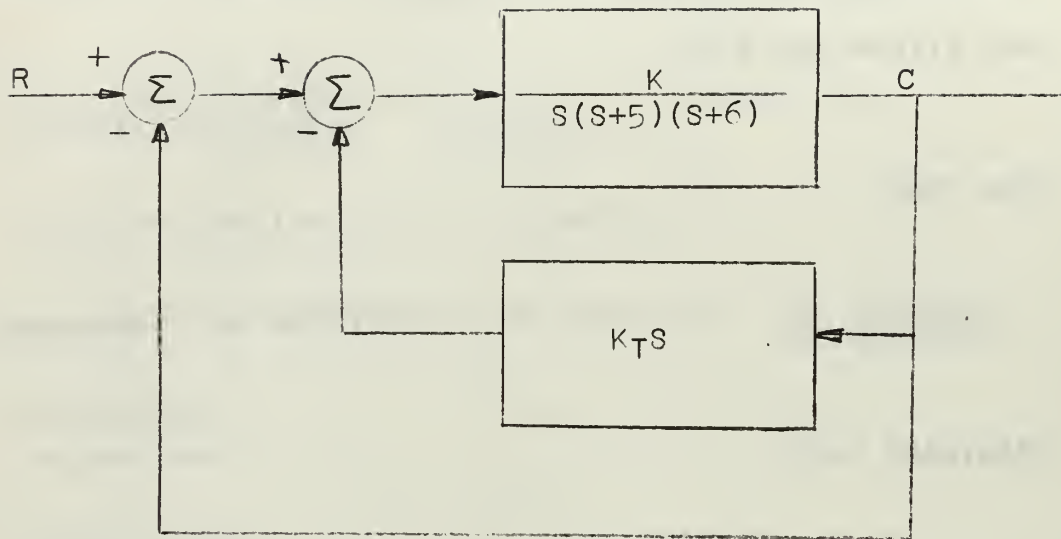 +
+
R
Σ
Σ
K
S(S+5)(S+6)
C
−
−
K_T S